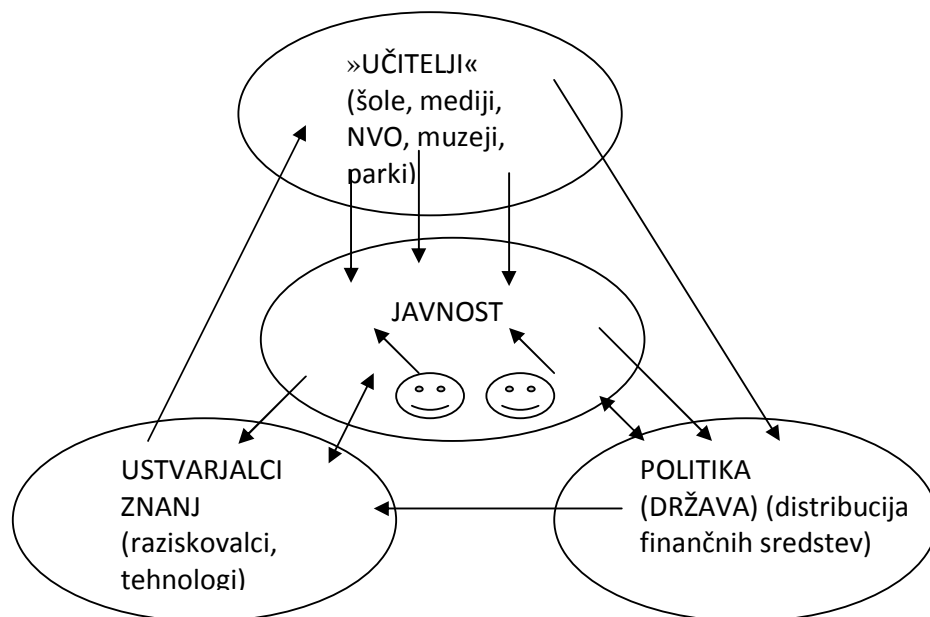 »UČITELJI«
(šole, mediji,
NVO, muzeji,
parki)
JAVNOST
USTVARJALCI
ZNANJ
(raziskovalci,
tehnologi)
POLITIKA
(DRŽAVA) (distribucija
finančnih sredstev)